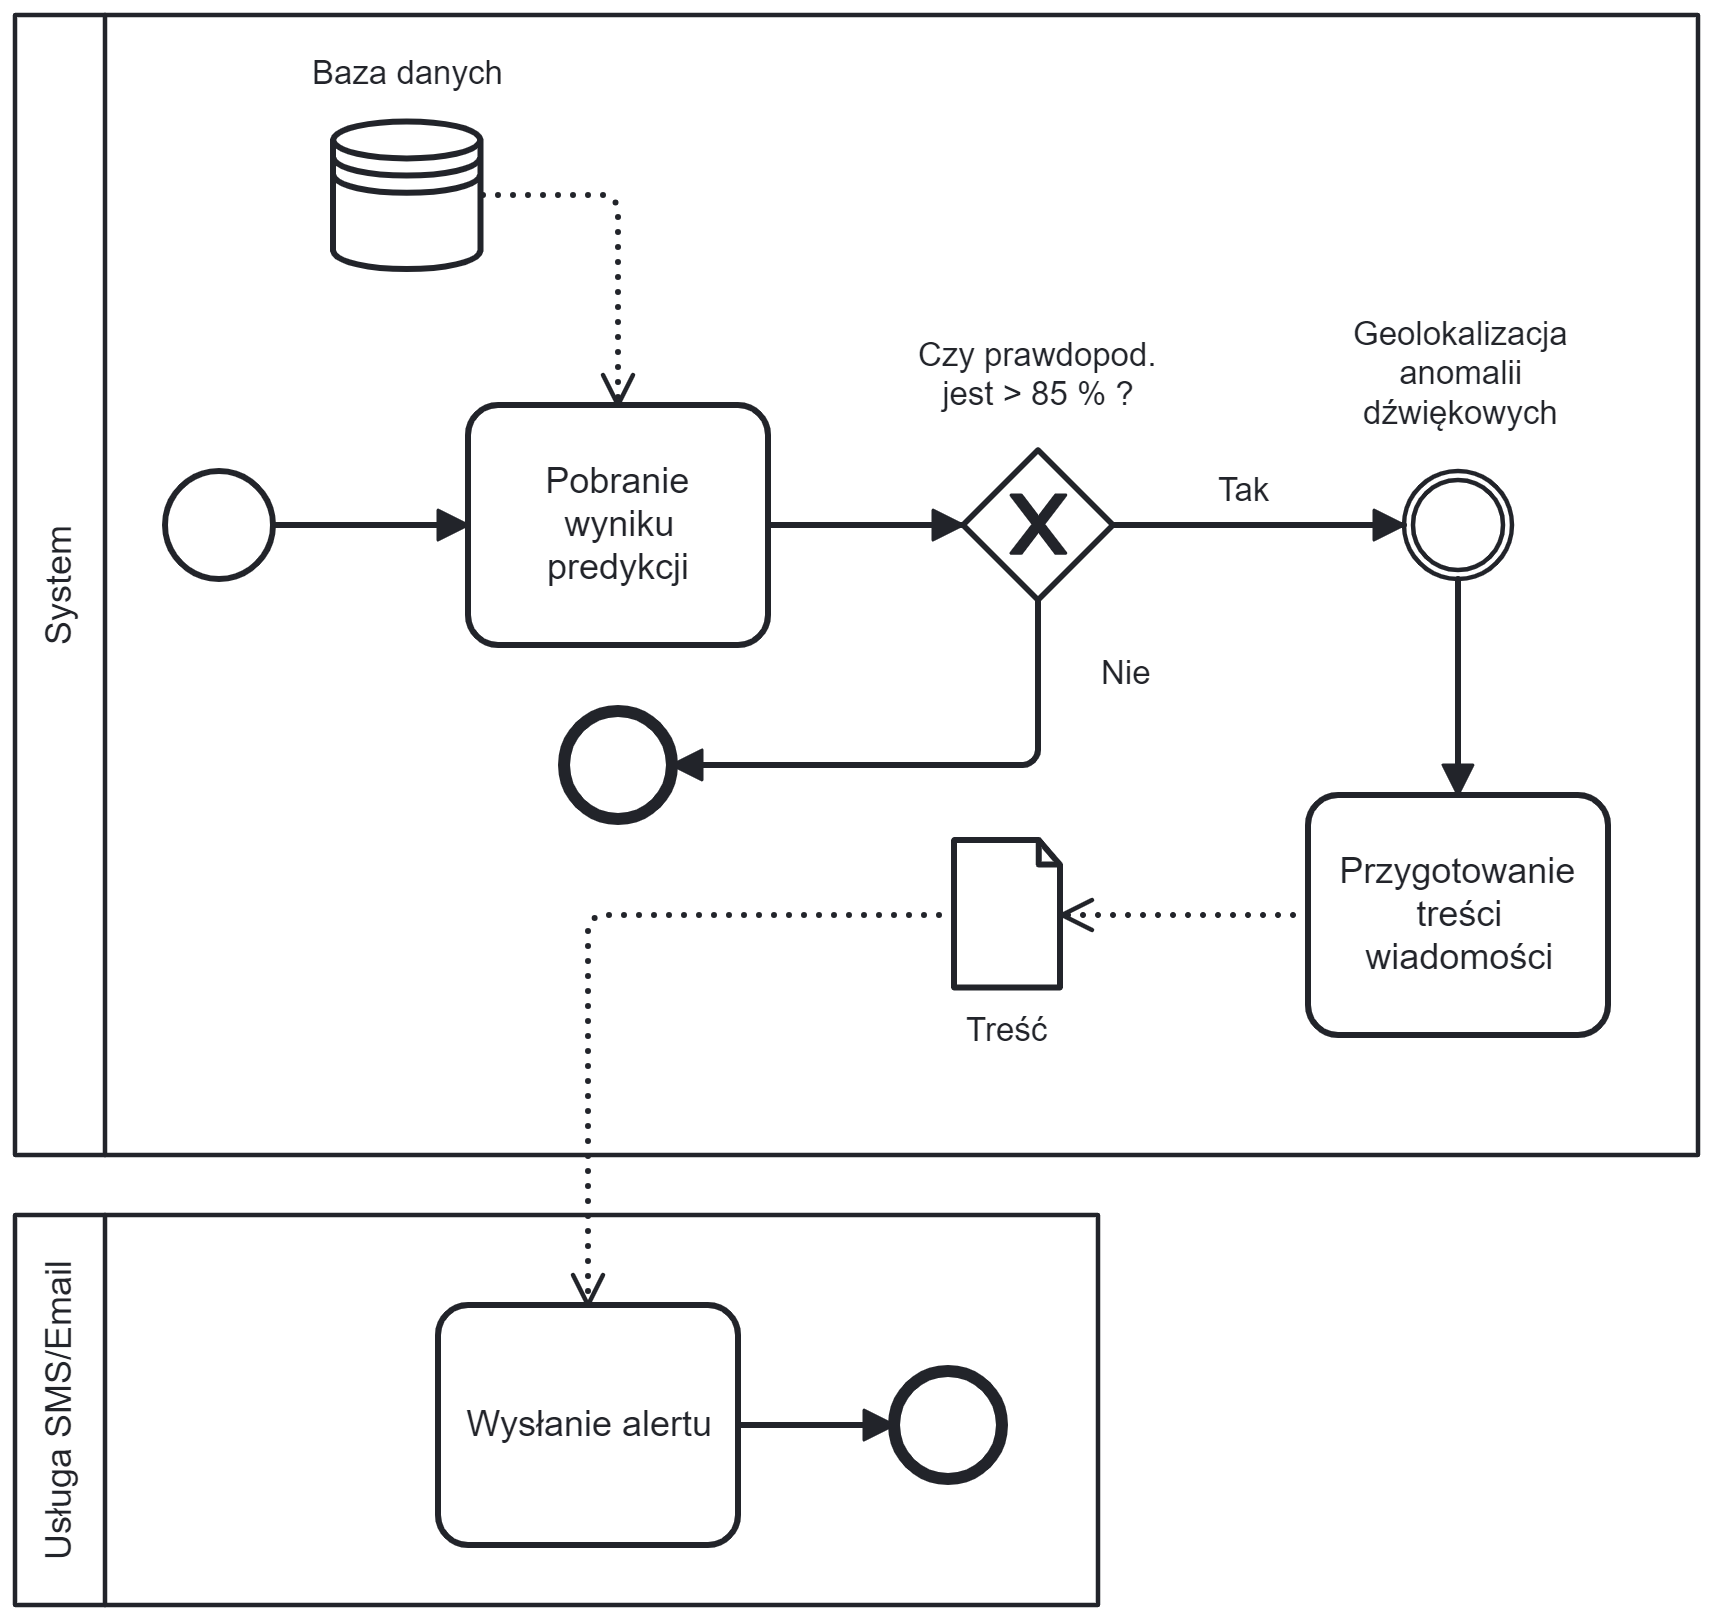 Baza danych
System
Pobranie
wyniku
predykcji
Czy prawdopod.
jest > 85 % ?
Tak
Nie
Geolokalizacja
anomalii
dźwiękowych
Przygotowanie
treści
wiadomości
Treść
Usługa SMS/Email
Wysłanie alertu